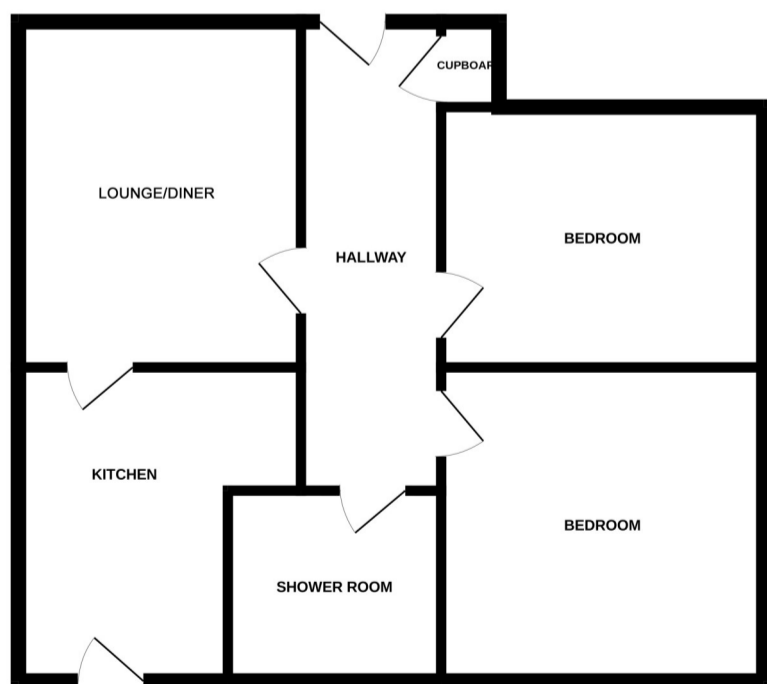 CUPBOAR
LOUNGE/DINER
BEDROOM
HALLWAY
KITCHEN
BEDROOM
SHOWER ROOM